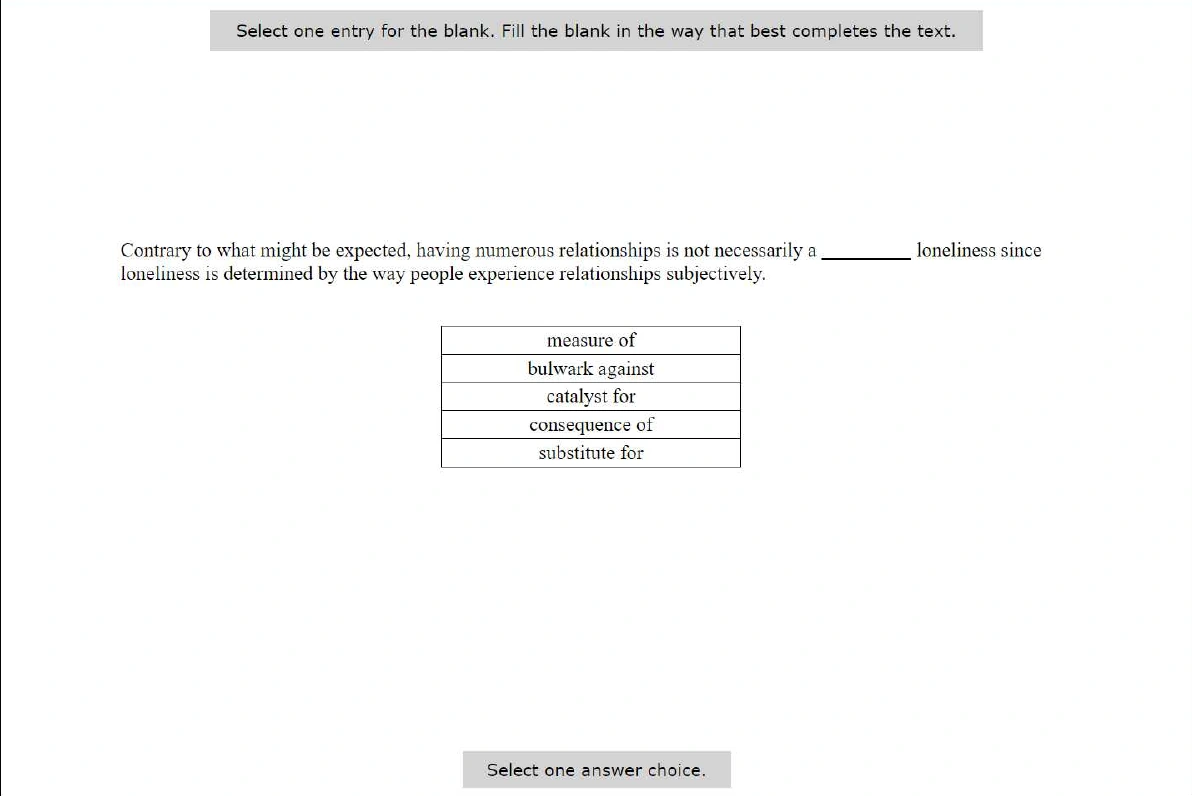 Select one entry for the blank. Fill the blank in the way that best completes the text.
Contrary to what might be expected, having numerous relationships is not necessarily a _________ loneliness since
loneliness is determined by the way people experience relationships subjectively.
measure of
bulwark against
catalyst for
consequence of
substitute for
Select one answer choice.